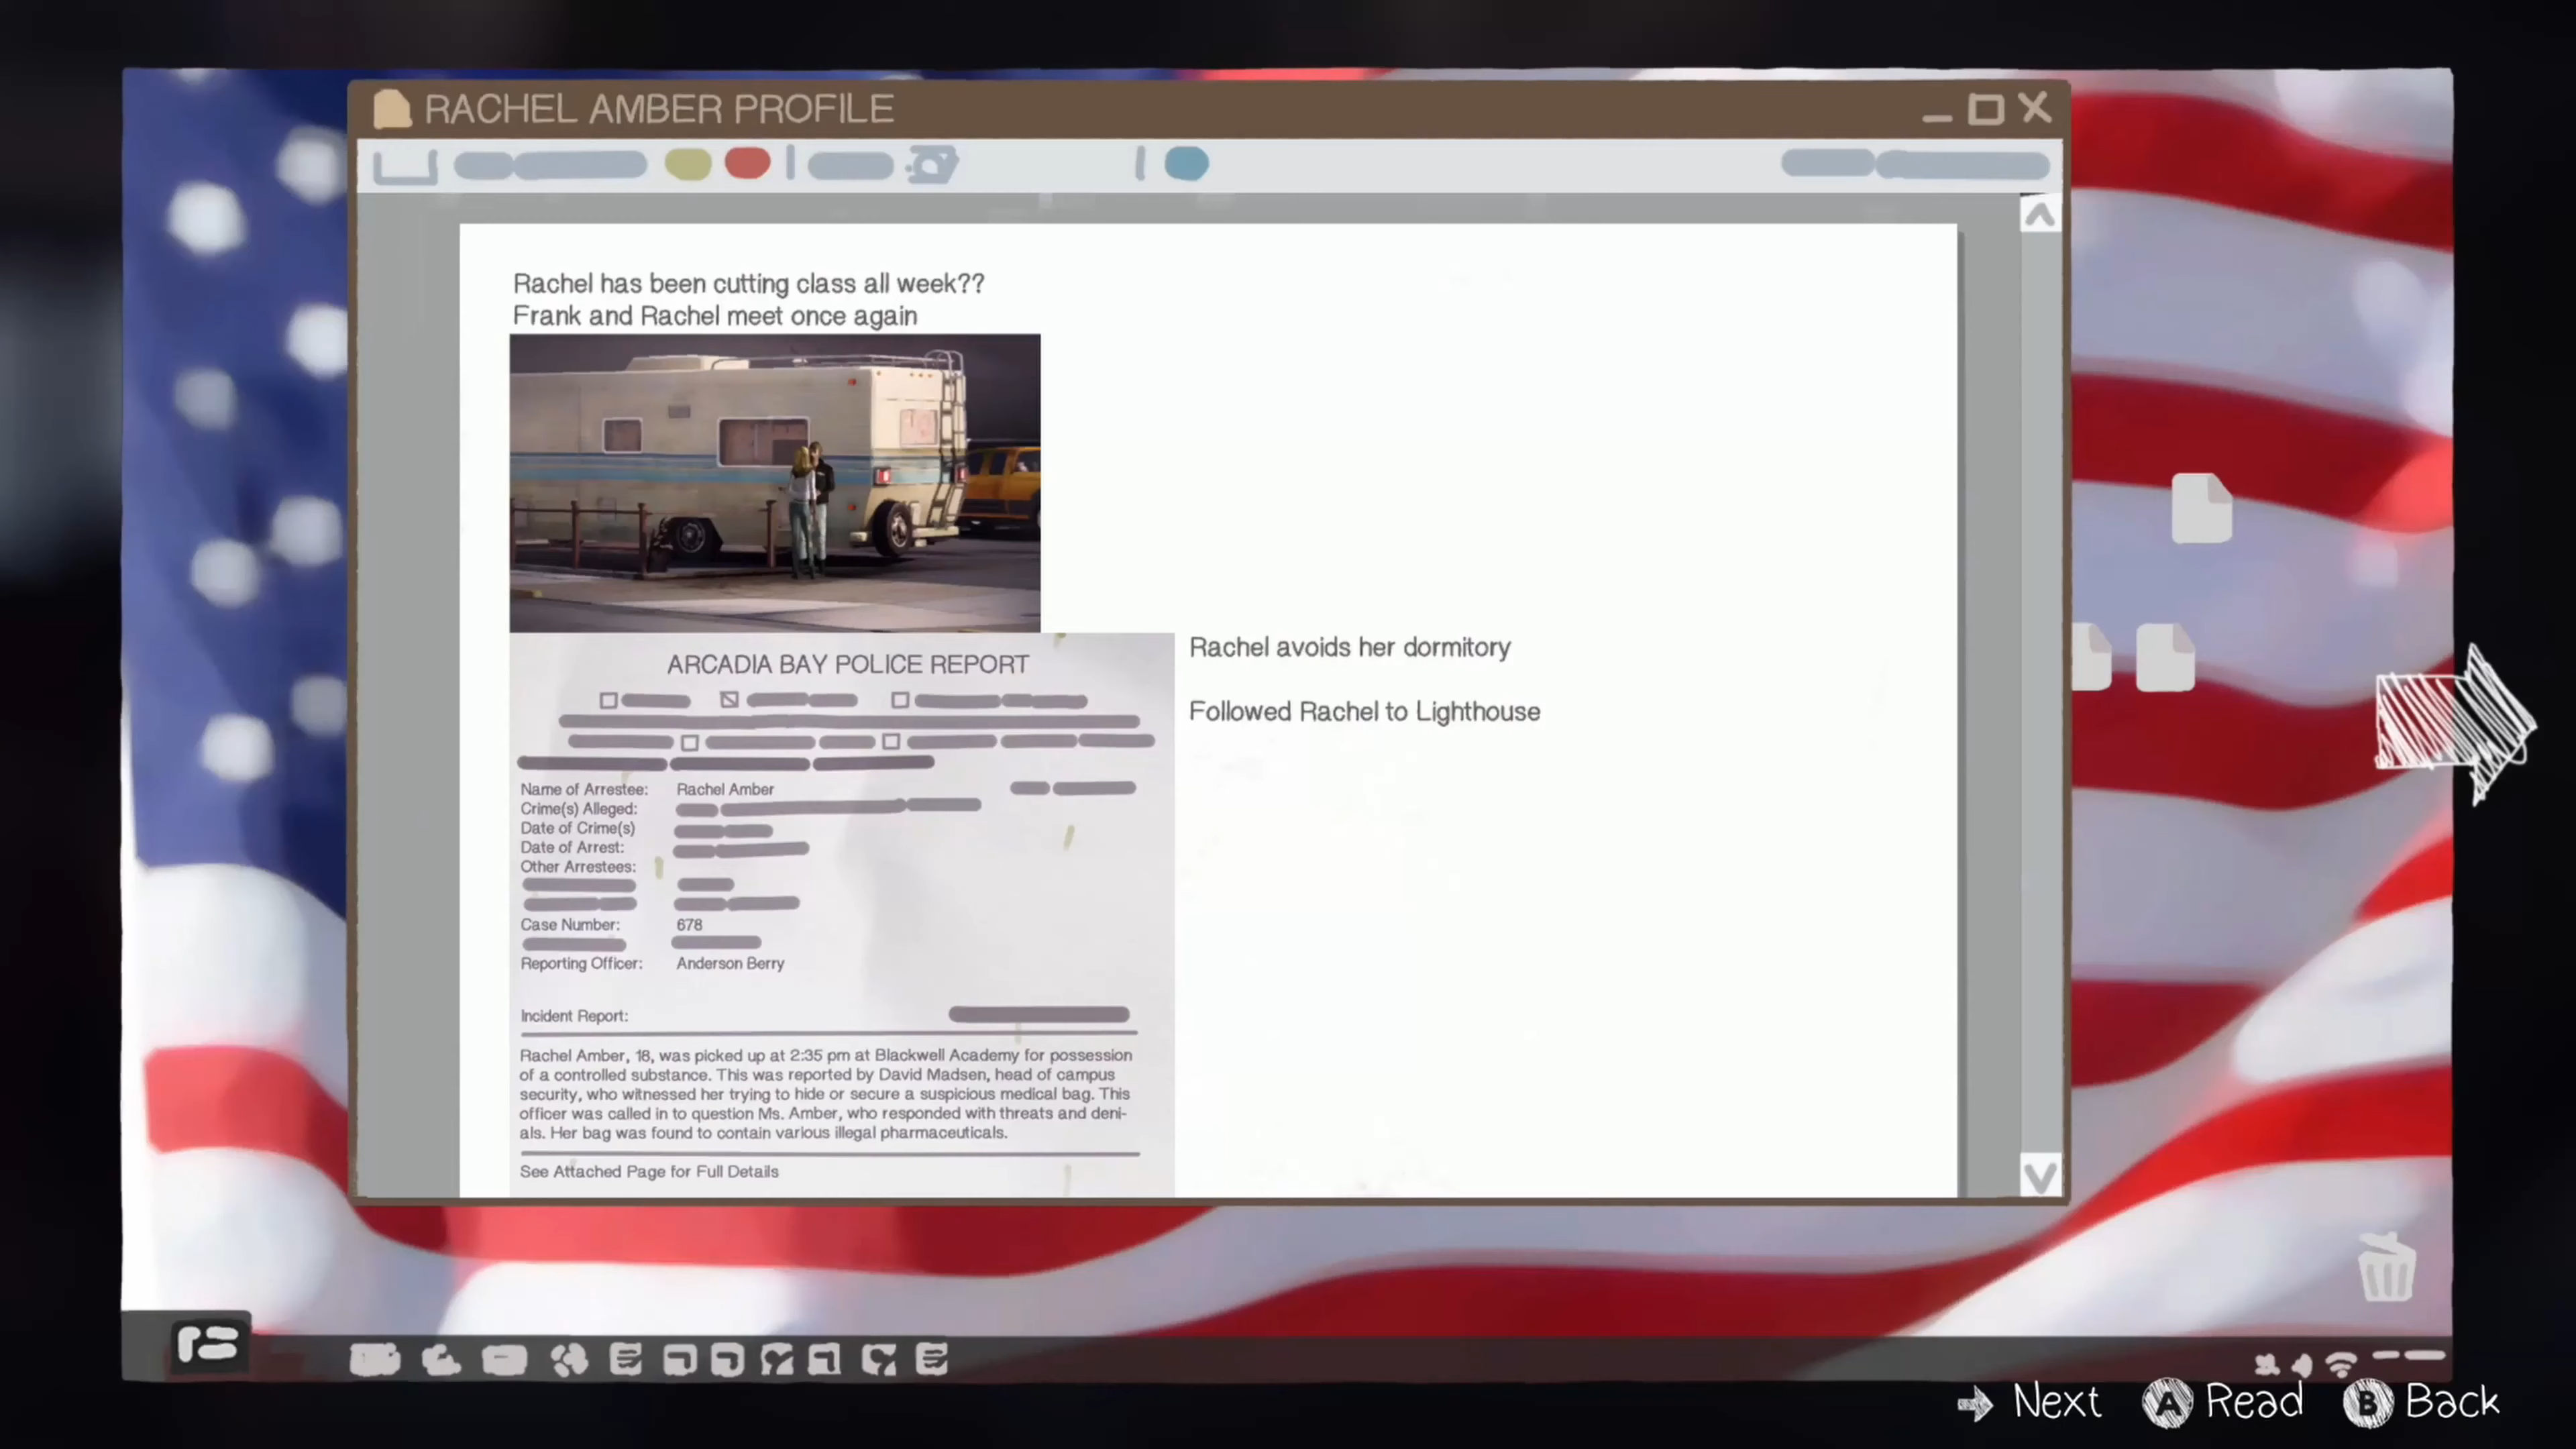 RACHEL AMBER PROFILE
Rachel has been cutting class all week??
Frank and Rachel meet once again
Rachel avoids her dormitory
Followed Rachel to Lighthouse
ARCADIA BAY POLICE REPORT
Name of Arrestee: Rachel Amber
Crime(s) Alleged:
Date of Crime(s)
Date of Arrest:
Other Arrestees:
Case Number: 678
Reporting Officer: Anderson Berry
Incident Report:
Rachel Amber, 18, was picked up at 2:35 pm at Blackwell Academy for possession
of a controlled substance. This was reported by David Madsen, head of campus
security, who witnessed her trying to hide or secure a suspicious medical bag. This
officer was called in to question Ms. Amber, who responded with threats and deni-
als. Her bag was found to contain various illegal pharmaceuticals.
See Attached Page for Full Details
Next A Read B Back